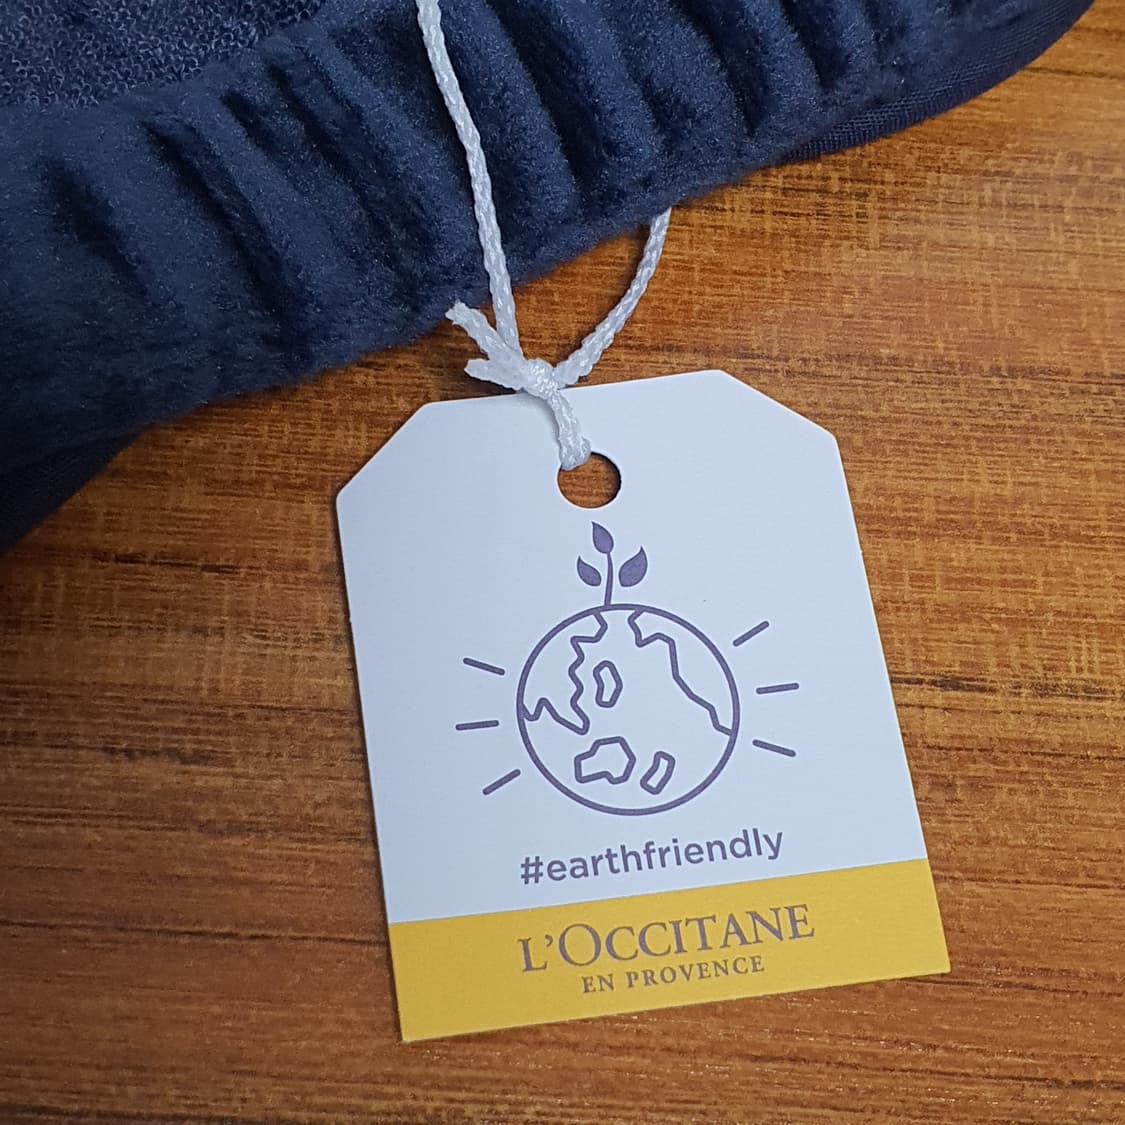 #earthfriendly
L'OCCITANE
EN PROVENCE